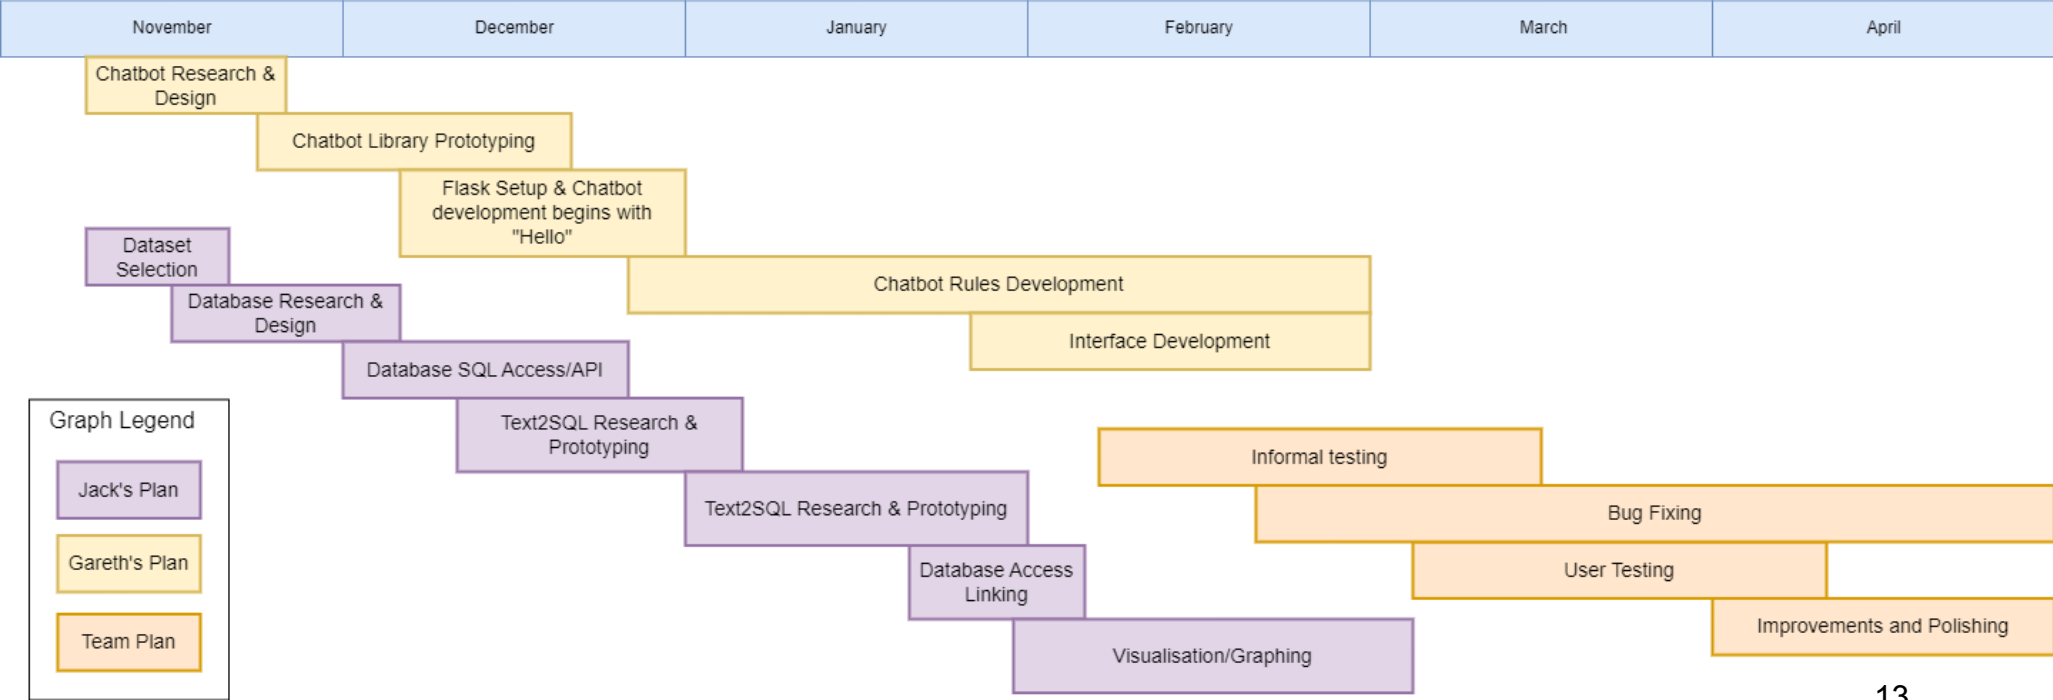 November
December
January
February
March
April
Chatbot Research &
Design
Chatbot Library Prototyping
Flask Setup & Chatbot
development begins with
"Hello"
Dataset
Selection
Database Research &
Design
Chatbot Rules Development
Interface Development
Database SQL Access/API
Text2SQL Research &
Prototyping
Text2SQL Research & Prototyping
Database Access
Linking
Visualisation/Graphing
Informal testing
Bug Fixing
User Testing
Improvements and Polishing
Graph Legend
Jack's Plan
Gareth's Plan
Team Plan
13